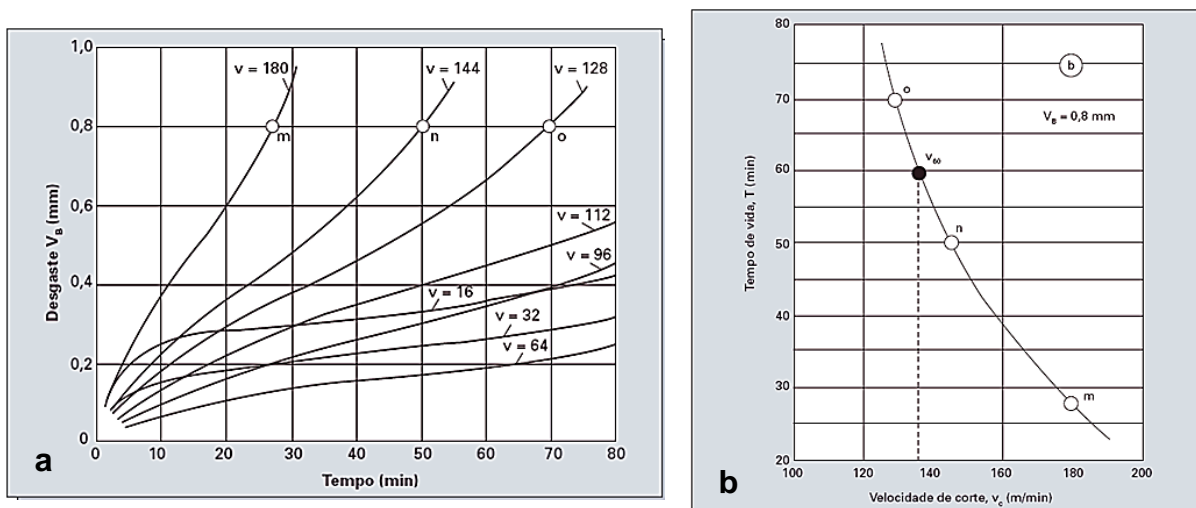 1,0
v = 180
v = 144
v = 128
0,8
m
n
o
0,6
v = 112
v = 96
0,4
v = 16
v = 32
0,2
v = 64
0
0 10 20 30 40 50 60 70 80
Desgaste VB (mm)
Tempo (min)
a
80
b
o
70
VB = 0,8 mm
v60
60
n
50
40
m
30
20
100 120 140 160 180 200
Tempo de vida, T (min)
Velocidade de corte, vc (m/min)
b